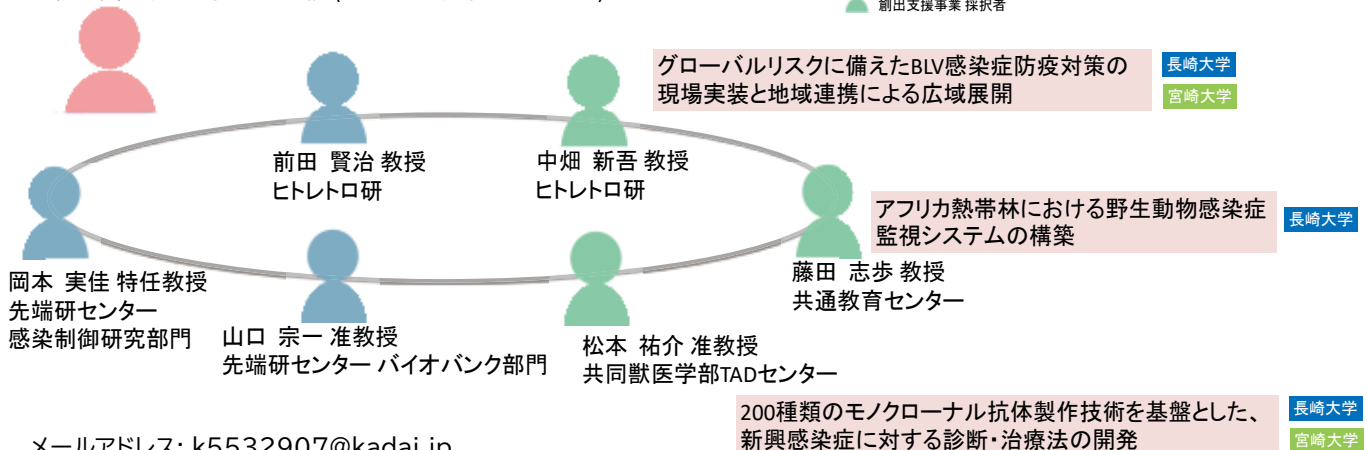 創出支援事業 採択者
グローバルリスクに備えたBLV感染症防疫対策の
現場実装と地域連携による広域展開
長崎大学
宮崎大学
前田 賢治 教授
ヒトレトロ研
中畑 新吾 教授
ヒトレトロ研
アフリカ熱帯林における野生動物感染症
監視システムの構築
長崎大学
岡本 実佳 特任教授
先端研センター
感染制御研究部門
山口 宗一 准教授
先端研センター バイオバンク部門
松本 祐介 准教授
共同獣医学部TADセンター
藤田 志歩 教授
共通教育センター
200種類のモノクローナル抗体製作技術を基盤とした、
新興感染症に対する診断・治療法の開発
長崎大学
宮崎大学
メールアドレス: k5532907@kadai.jp